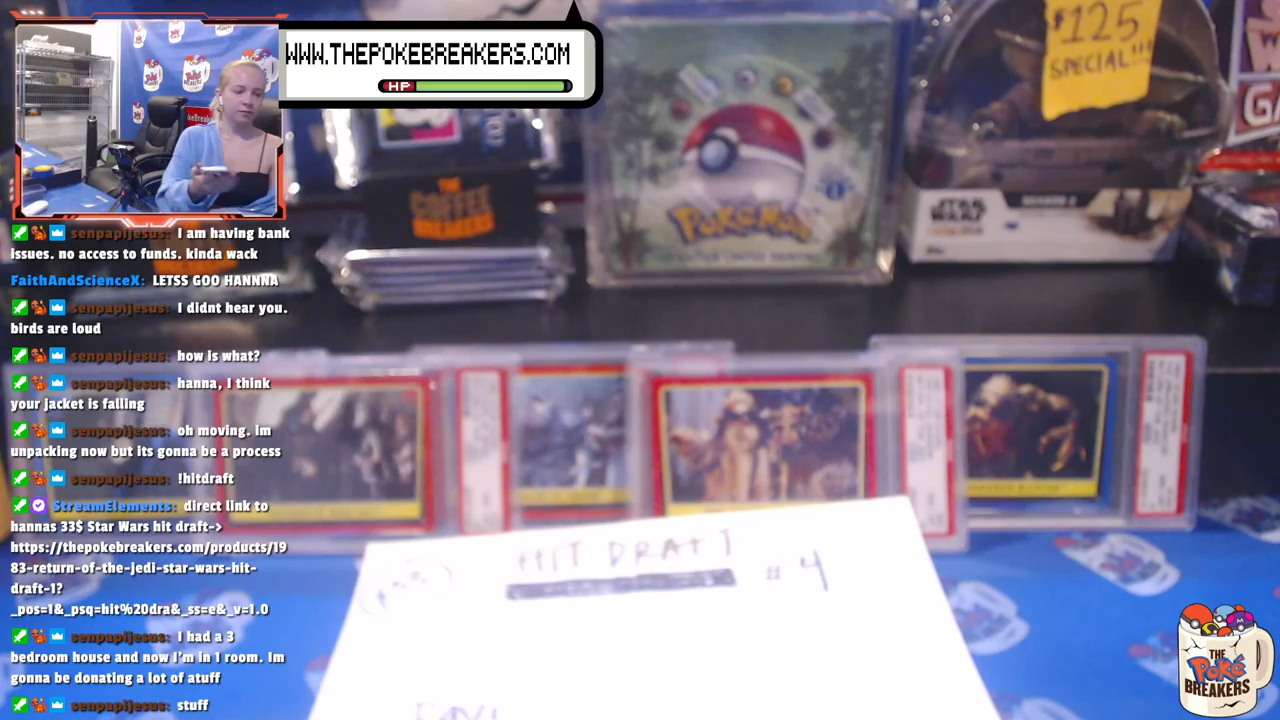 WWW.THEPOKEBREAKERS.COM
HP
$125
SPECIAL!!!
THE
COFFEE
BREAKERS
POKéMON
STAR
WARS
senpapijesus: I am having bank
issues. no access to funds. kinda wack
FaithAndScienceX: LETSS GOO HANNNA
senpapijesus: I didnt hear you.
birds are loud
senpapijesus: how is what?
senpapijesus: hanna, I think
your jacket is falling
senpapijesus: oh moving. im
unpacking now but its gonna be a process
senpapijesus: !hitdraft
StreamElements: direct link to
hannas 33$ Star Wars hit draft->
https://thepokebreakers.com/products/19
83-return-of-the-jedi-star-wars-hit-
draft-1?
_pos=1&_psq=hit%20dra&_ss=e&_v=1.0
senpapijesus: I had a 3
bedroom house and now I'm in 1 room. Im
gonna be donating a lot of atuff
senpapijesus: stuff
HIT DRAFT
#4
THE
Poké
BREAKERS